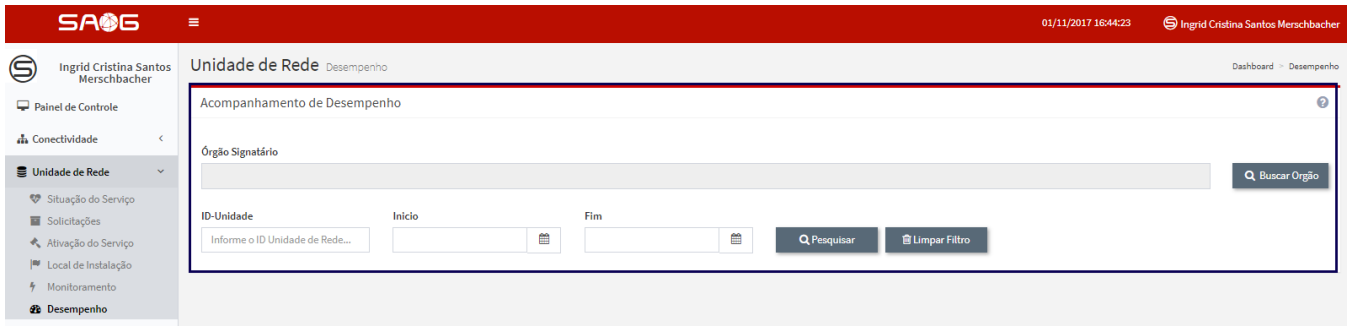 SAOG
01/11/2017 16:44:23
Ingrid Cristina Santos Merschbacher
Ingrid Cristina Santos
Merschbacher
Painel de Controle
Conectividade
Unidade de Rede
Situação do Serviço
Solicitações
Ativação do Serviço
Local de Instalação
Monitoramento
Desempenho
Unidade de Rede Desempenho
Dashboard > Desempenho
Acompanhamento de Desempenho
Órgão Signatário
Buscar Orgão
ID-Unidade Inicio Fim
Informe o ID Unidade de Rede...
Pesquisar
Limpar Filtro